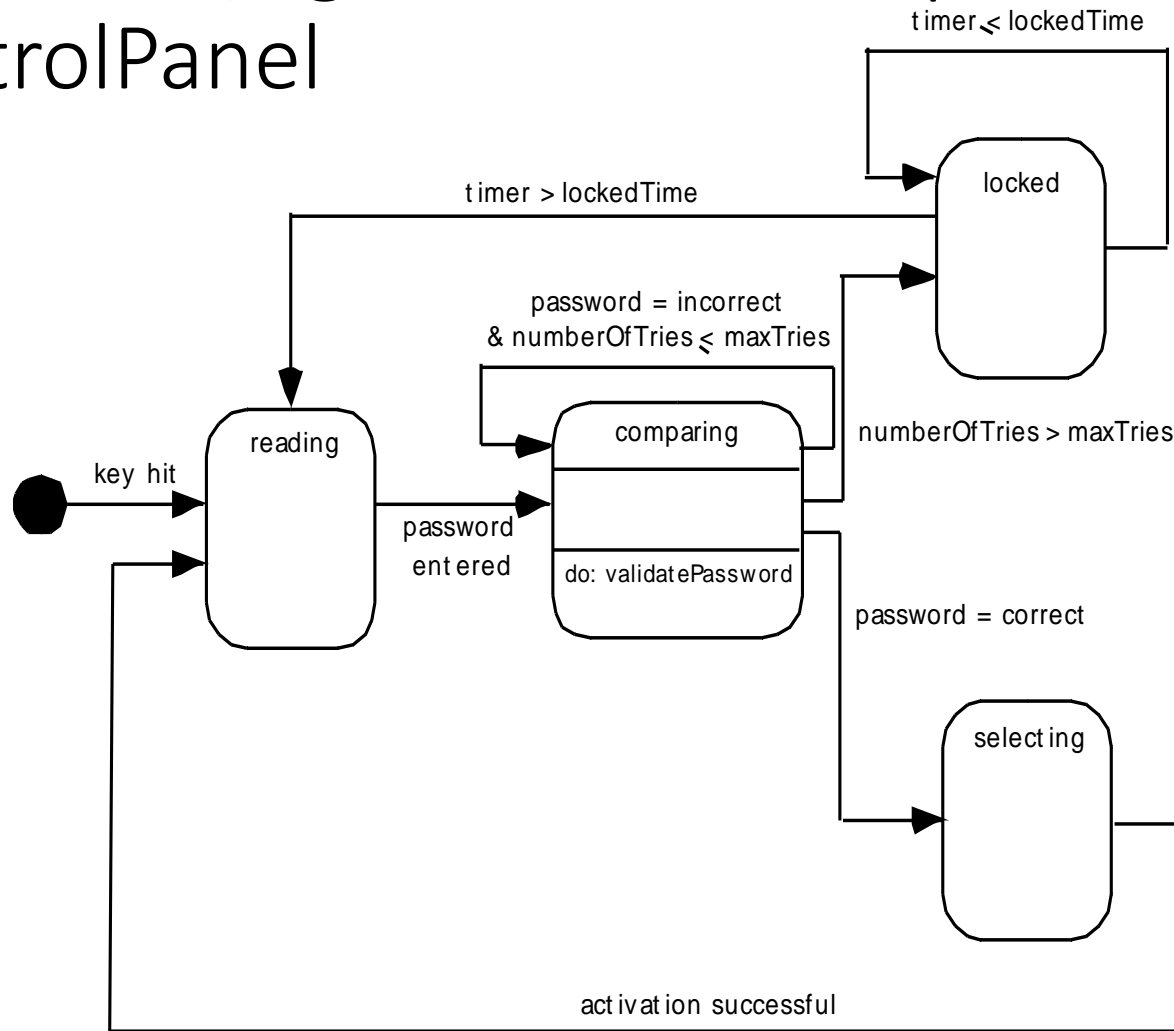 trolPanel
timer ≤ lockedTime
locked
timer > lockedTime
password = incorrect
& numberOfTries ≤ maxTries
comparing
numberOfTries > maxTries
reading
key hit
password
entered
do: validatePassword
password = correct
selecting
activation successful